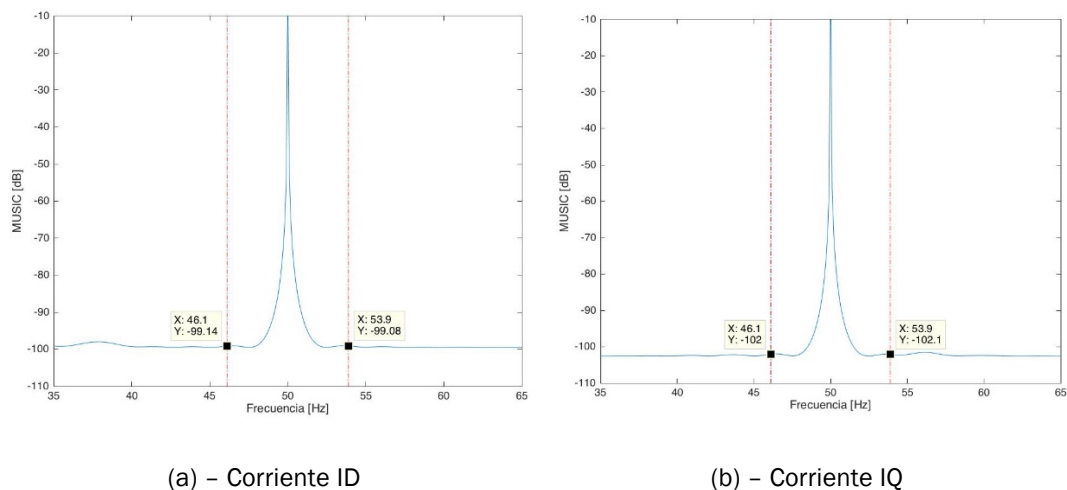 -10
-20
-30
-40
-50
-60
-70
-80
-90
-100
-110
MUSIC [dB]
X: 46.1
Y: -99.14
X: 53.9
Y: -99.08
35 40 45 50 55 60 65
Frecuencia [Hz]
(a) – Corriente ID
-10
-20
-30
-40
-50
-60
-70
-80
-90
-100
-110
MUSIC [dB]
X: 46.1
Y: -102
X: 53.9
Y: -102.1
35 40 45 50 55 60 65
Frecuencia [Hz]
(b) – Corriente IQ